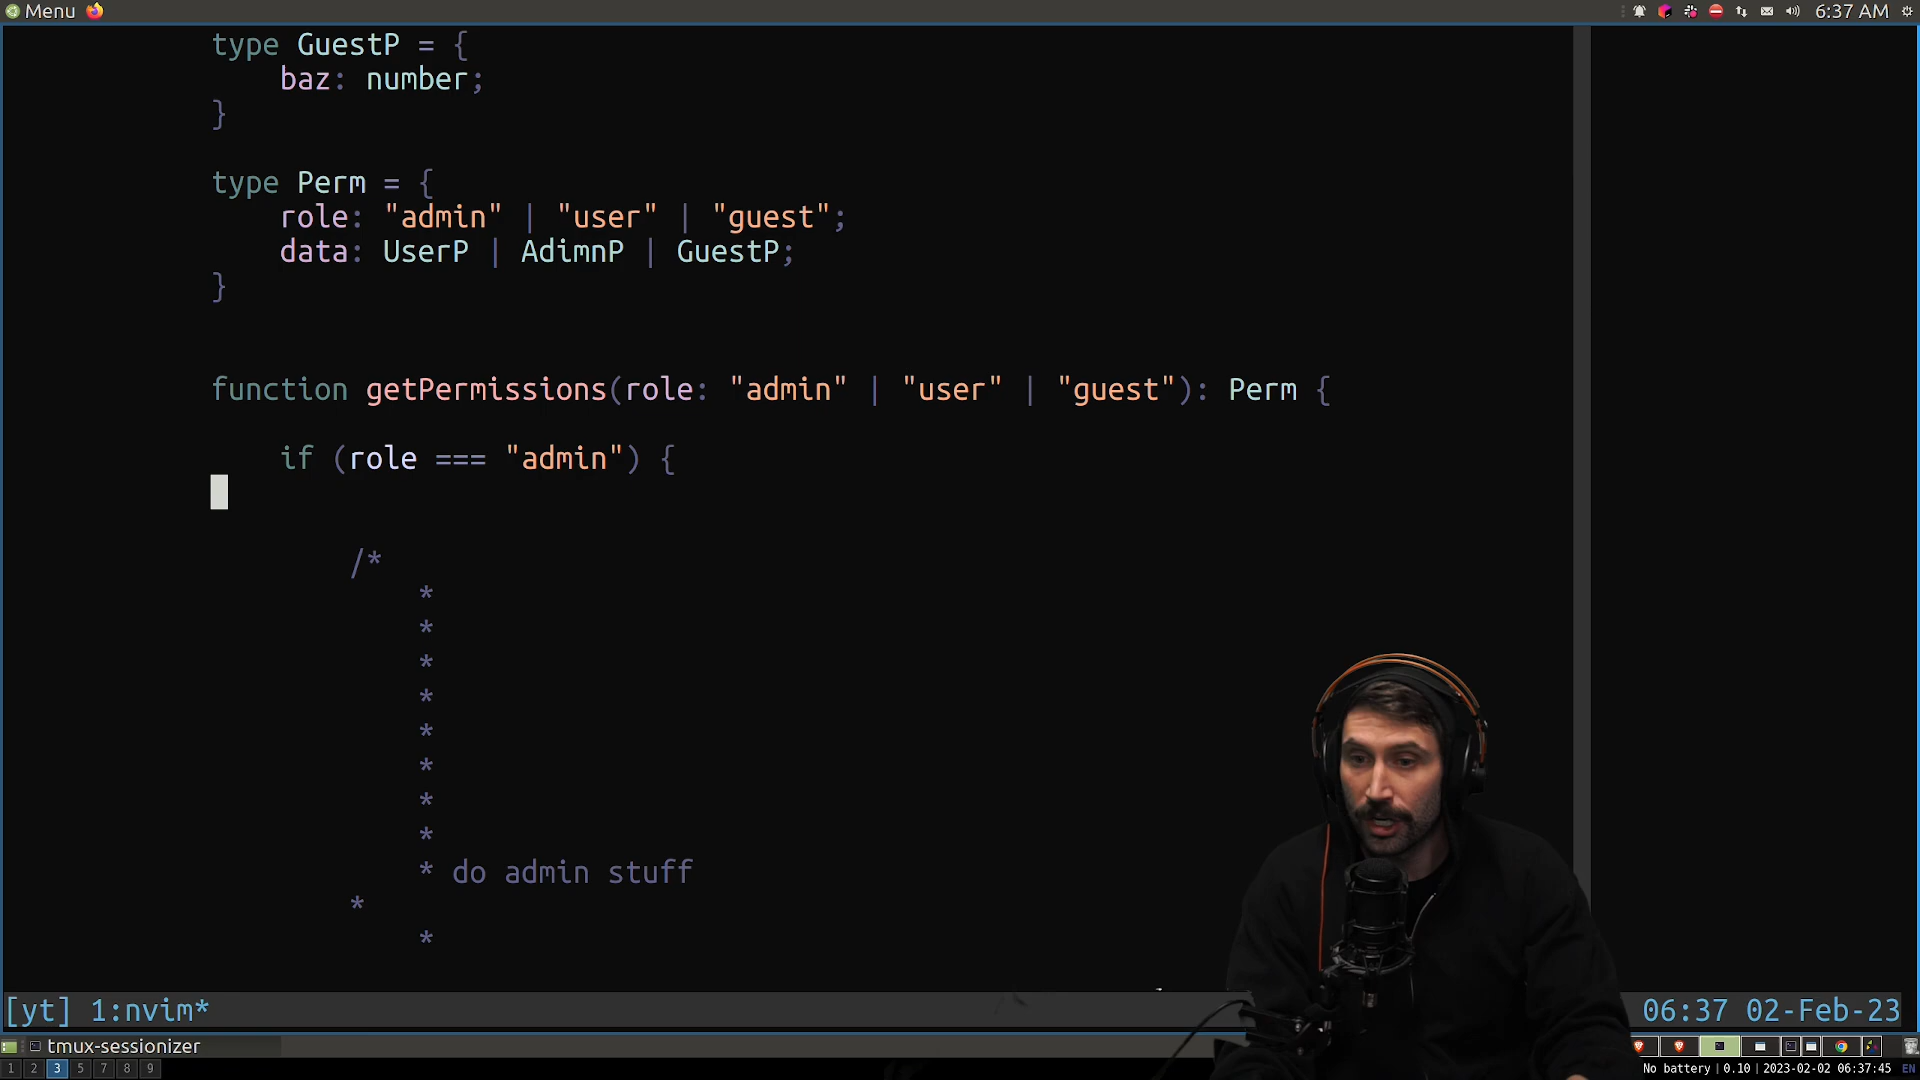 Menu
6:37 AM
type GuestP = {
baz: number;
}
type Perm = {
role: "admin" | "user" | "guest";
data: UserP | AdimnP | GuestP;
}
function getPermissions(role: "admin" | "user" | "guest"): Perm {
if (role === "admin") {
/*
*
*
*
*
*
*
*
*
* do admin stuff
*
*
[yt] 1:nvim*
06:37 02-Feb-23
tmux-sessionizer
1 2 3 5 7 8 9
No battery | 0.10 | 2023-02-02 06:37:45 EN